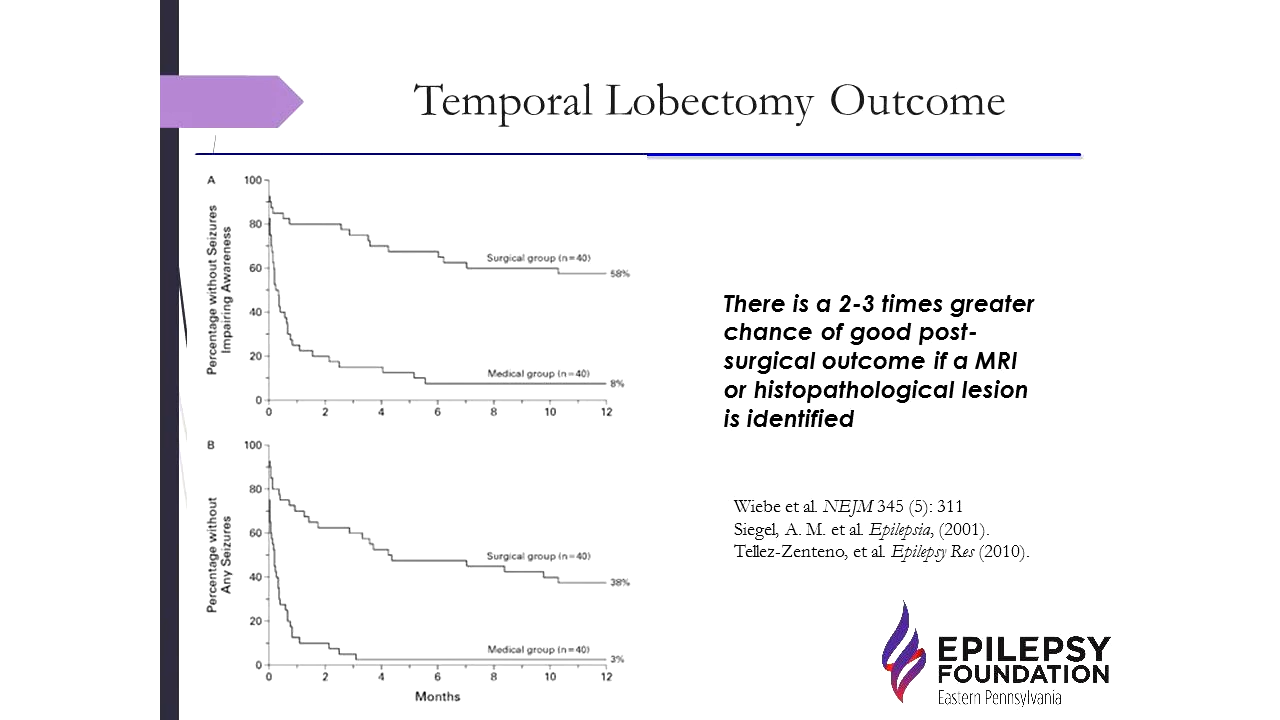 Temporal Lobectomy Outcome
A
100
80
60
40
20
0
Percentage without Seizures
Impairing Awareness
Surgical group (n=40)
58%
Medical group (n=40)
8%
0 2 4 6 8 10 12
B
100
80
60
40
20
0
Percentage without
Any Seizures
Surgical group (n=40)
38%
Medical group (n=40)
3%
0 2 4 6 8 10 12
Months
There is a 2-3 times greater
chance of good post-
surgical outcome if a MRI
or histopathological lesion
is identified
Wiebe et al. NEJM 345 (5): 311
Siegel, A. M. et al. Epilepsia, (2001).
Tellez-Zenteno, et al. Epilepsy Res (2010).
EPILEPSY
FOUNDATION
Eastern Pennsylvania